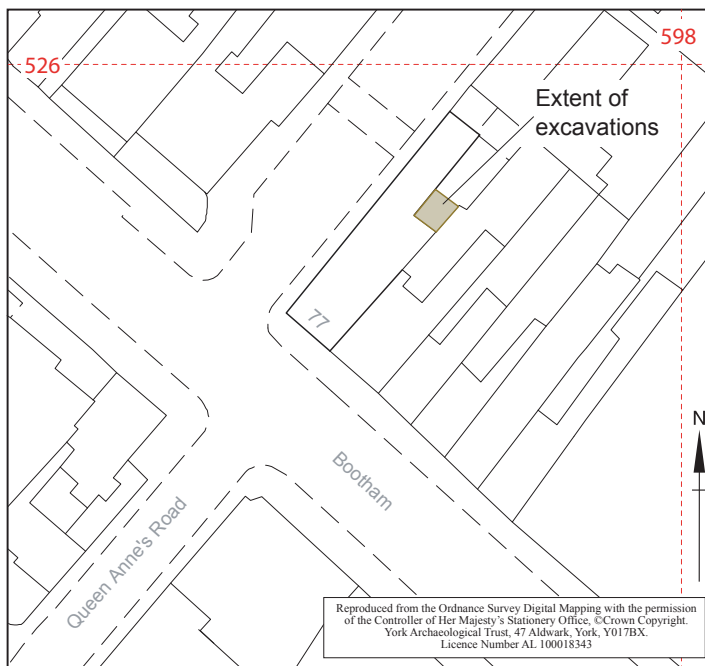 598
526
Extent of
excavations
77
N
Bootham
Queen Anne's Road
Reproduced from the Ordnance Survey Digital Mapping with the permission
of the Controller of Her Majesty's Stationery Office, ©Crown Copyright.
York Archaeological Trust, 47 Aldwark, York, Y017BX.
Licence Number AL 100018343